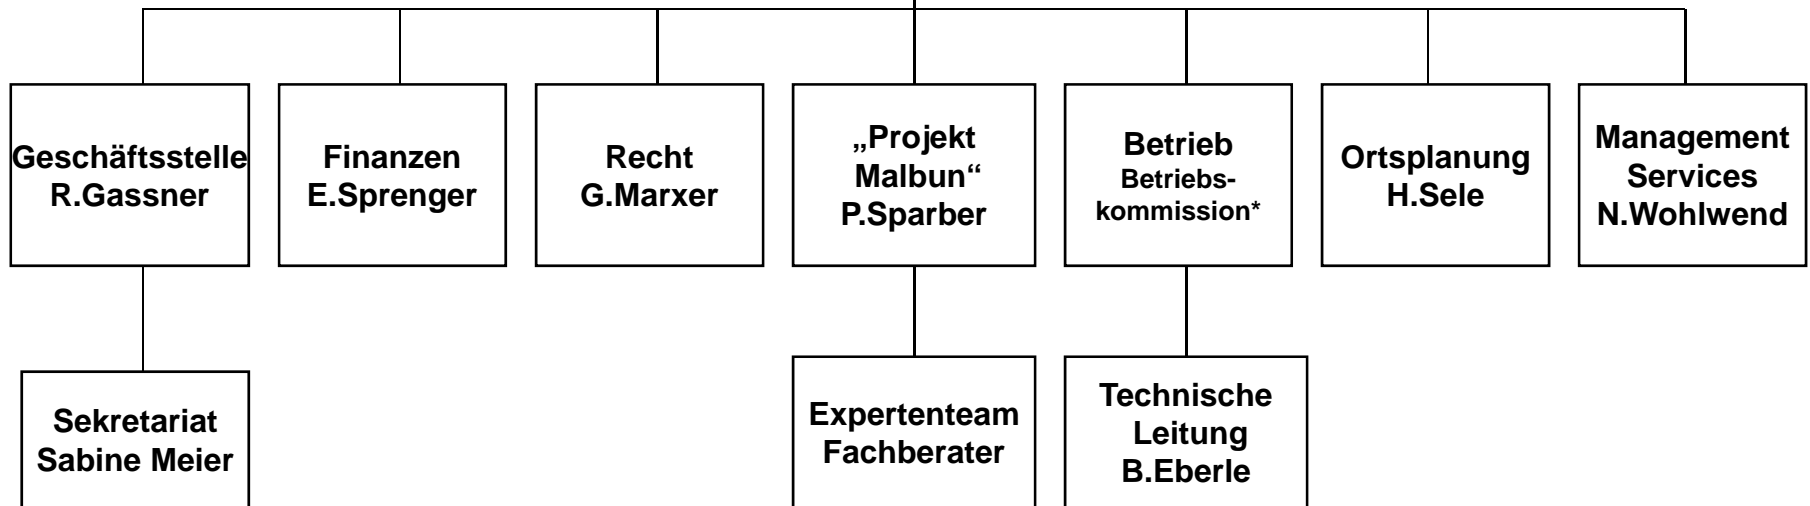 Geschäftsstelle
R.Gassner
Finanzen
E.Sprenger
Recht
G.Marxer
„Projekt
Malbun“
P.Sparber
Betrieb
Betriebs-
kommission*
Ortsplanung
H.Sele
Management
Services
N.Wohlwend
Sekretariat
Sabine Meier
Expertenteam
Fachberater
Technische
Leitung
B.Eberle